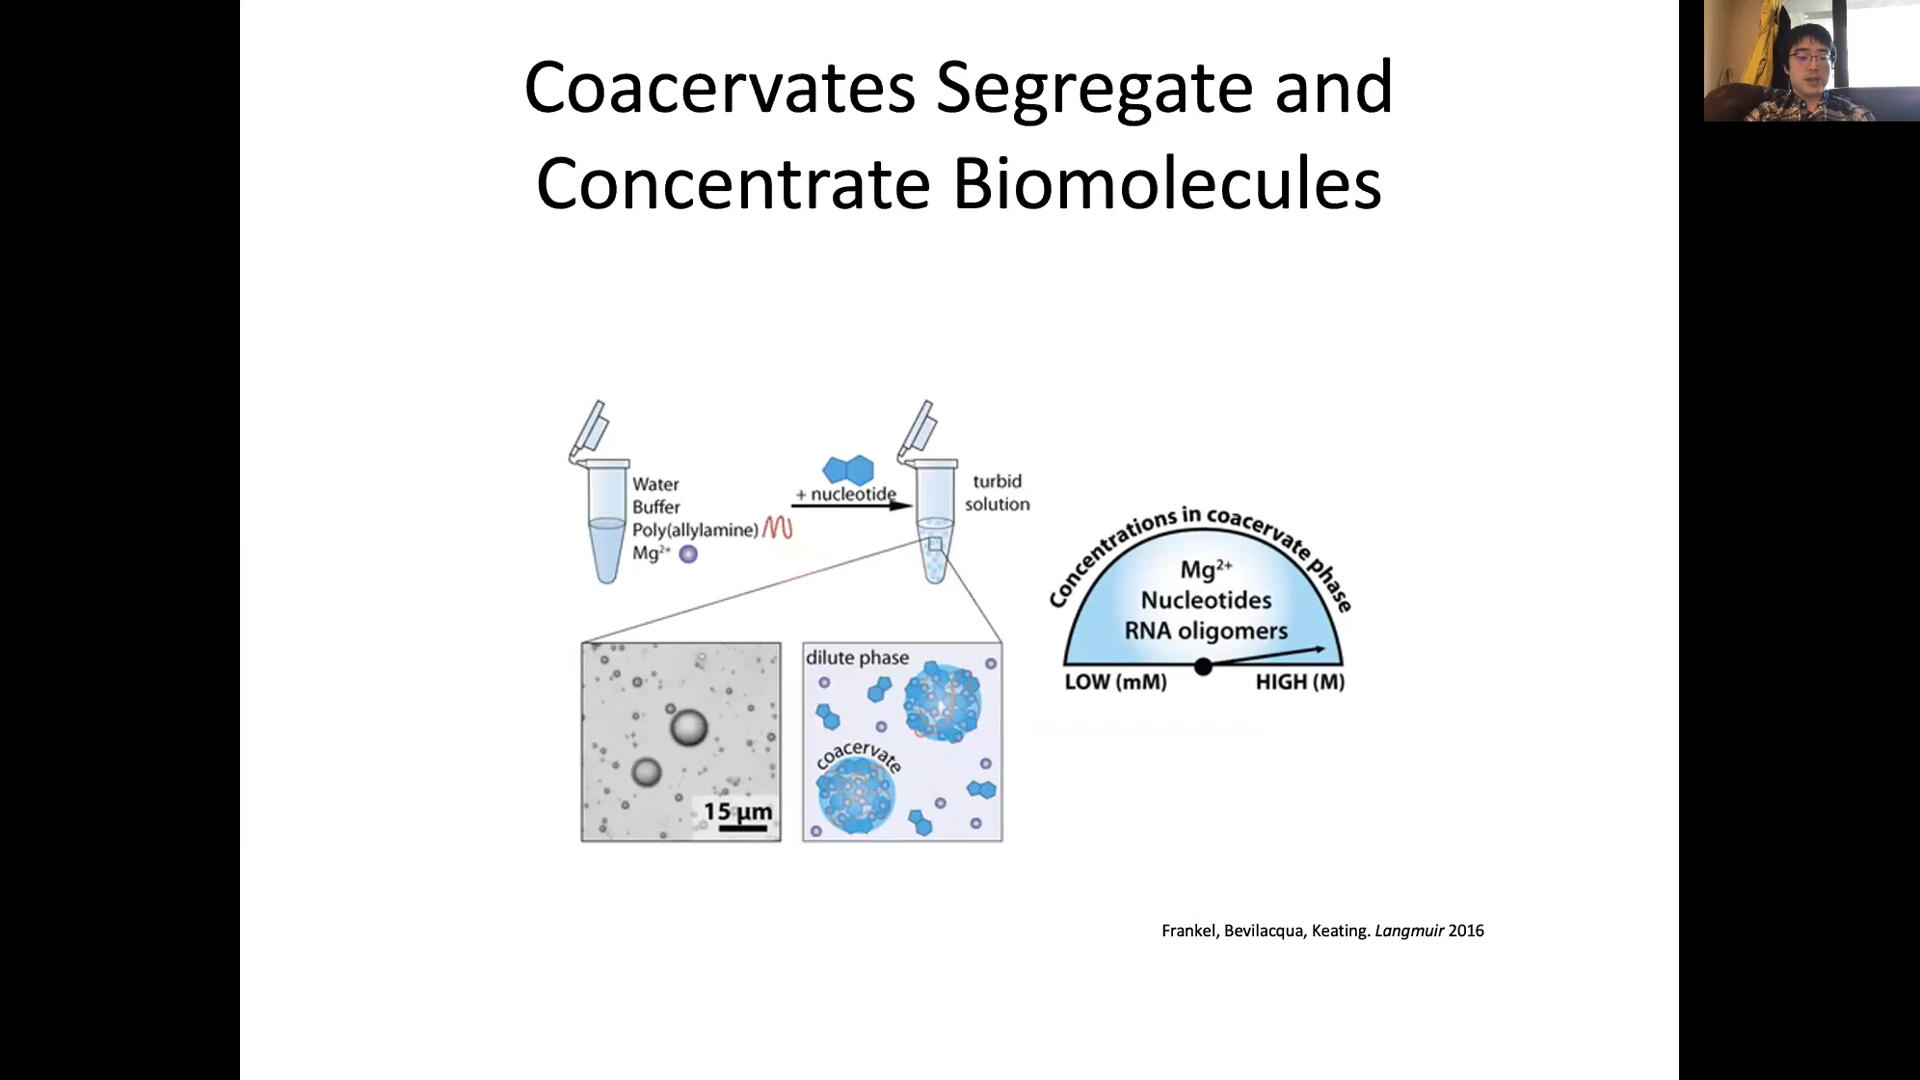 Coacervates Segregate and
Concentrate Biomolecules
Water
Buffer
Poly(allylamine)
Mg²⁺
+ nucleotide
turbid
solution
15 µm
dilute phase
coacervate
Concentrations in coacervate phase
Mg²⁺
Nucleotides
RNA oligomers
LOW (mM)
HIGH (M)
Frankel, Bevilacqua, Keating. Langmuir 2016